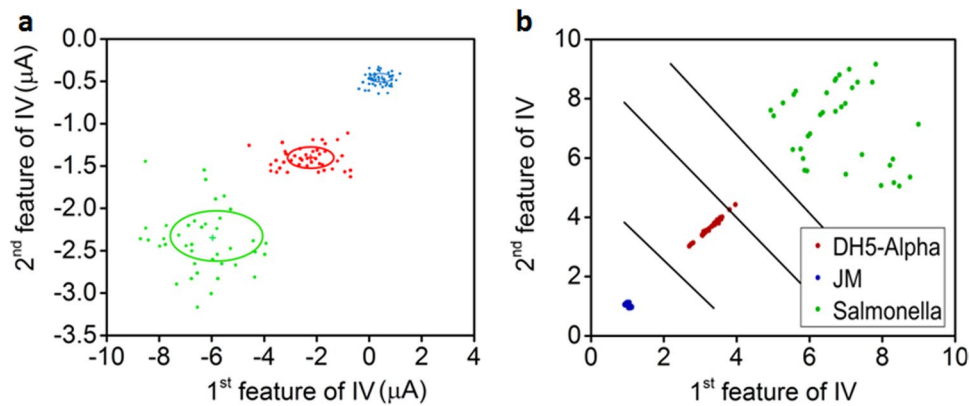 a
0.0
-0.5
-1.0
-1.5
-2.0
-2.5
-3.0
-3.5
2nd feature of IV (μA)
-10 -8 -6 -4 -2 0 2 4
1st feature of IV (μA)
b
10
8
6
4
2
0
2nd feature of IV
DH5-Alpha
JM
Salmonella
0 2 4 6 8 10
1st feature of IV